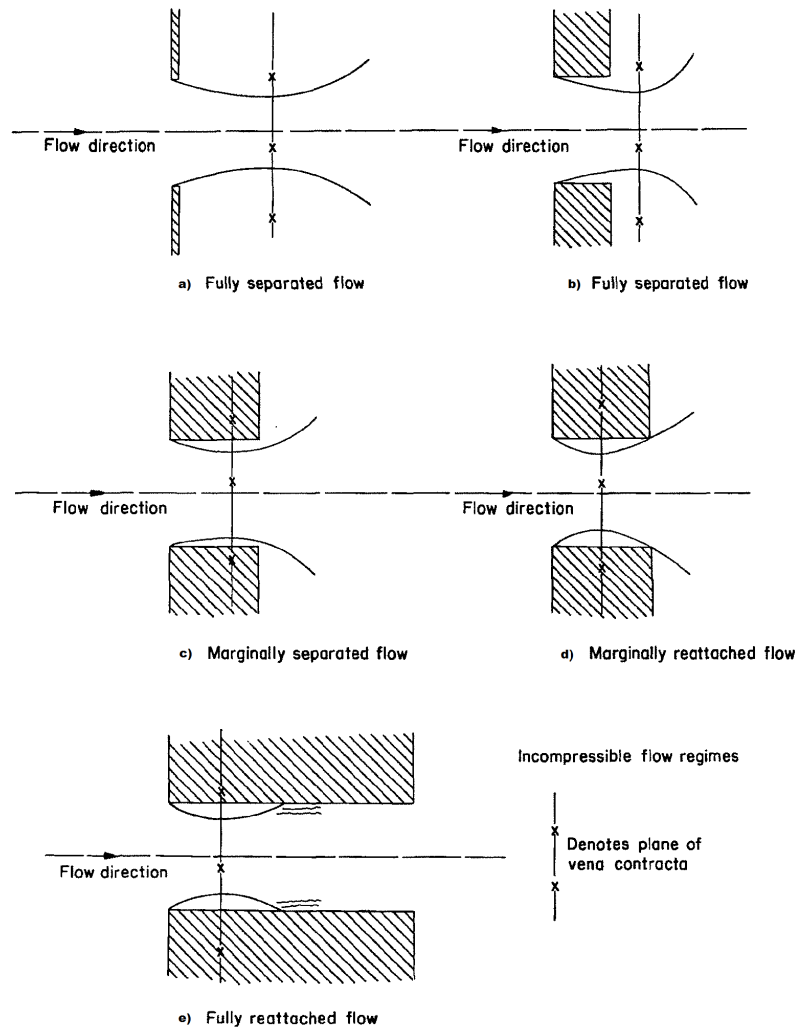 Flow direction
Flow direction
a) Fully separated flow
b) Fully separated flow
Flow direction
Flow direction
c) Marginally separated flow
d) Marginally reattached flow
Incompressible flow regimes
Denotes plane of
vena contracta
Flow direction
e) Fully reattached flow